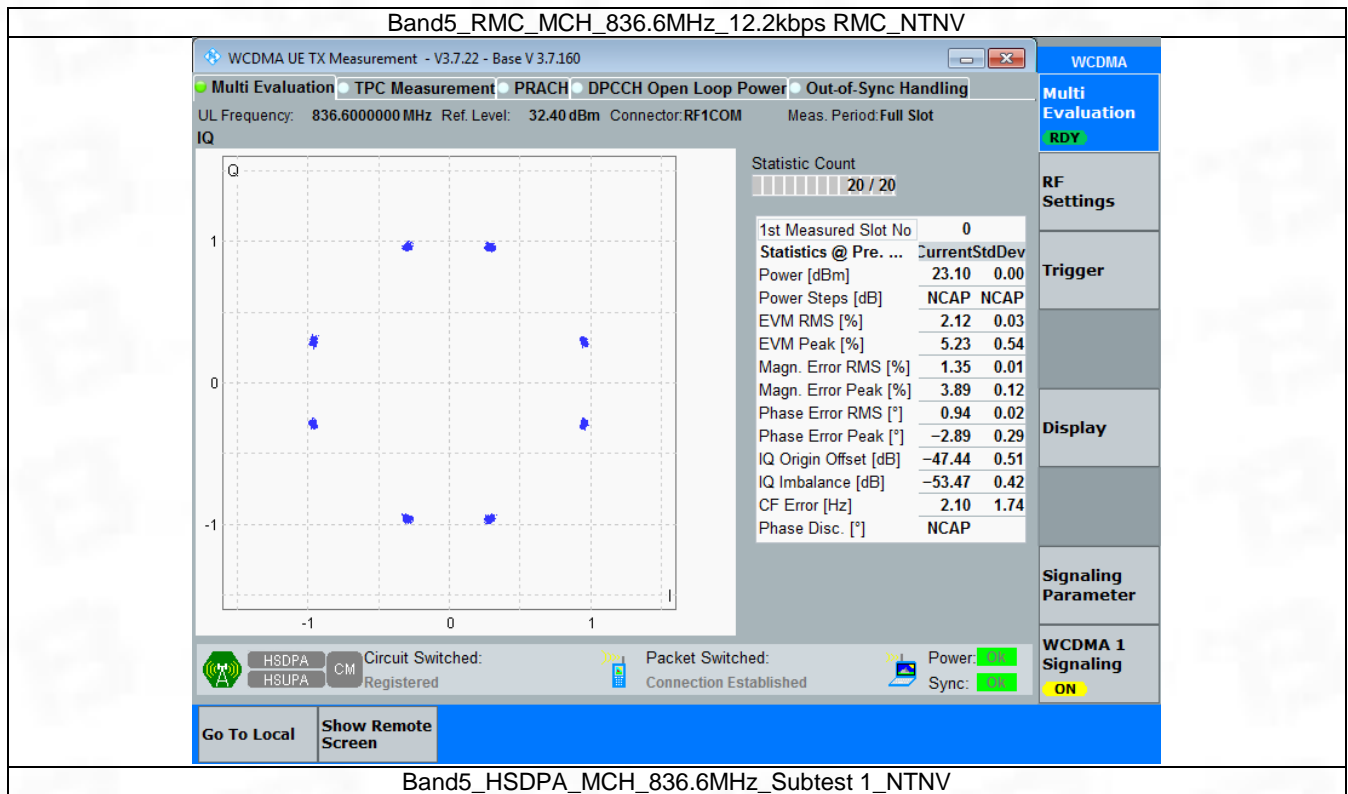 Band5_RMC_MCH_836.6MHz_12.2kbps RMC_NTNV
WCDMA UE TX Measurement - V3.7.22 - Base V 3.7.160
WCDMA
Multi Evaluation TPC Measurement PRACH DPCCH Open Loop Power Out-of-Sync Handling
Multi
Evaluation
RDY
UL Frequency: 836.6000000 MHz Ref. Level: 32.40 dBm Connector: RF1COM Meas. Period: Full Slot
IQ
Q
1
0
-1
-1 0 1
I
Statistic Count
20 / 20
1st Measured Slot No 0
Statistics @ Pre. ... Current StdDev
Power [dBm] 23.10 0.00
Power Steps [dB] NCAP NCAP
EVM RMS [%] 2.12 0.03
EVM Peak [%] 5.23 0.54
Magn. Error RMS [%] 1.35 0.01
Magn. Error Peak [%] 3.89 0.12
Phase Error RMS [°] 0.94 0.02
Phase Error Peak [°] −2.89 0.29
IQ Origin Offset [dB] −47.44 0.51
IQ Imbalance [dB] −53.47 0.42
CF Error [Hz] 2.10 1.74
Phase Disc. [°] NCAP
RF
Settings
Trigger
Display
Signaling
Parameter
WCDMA 1
Signaling
ON
HSDPA
HSUPA
CM
Circuit Switched:
Registered
Packet Switched:
Connection Established
Power: Ok
Sync: Ok
Go To Local
Show Remote
Screen
Band5_HSDPA_MCH_836.6MHz_Subtest 1_NTNV